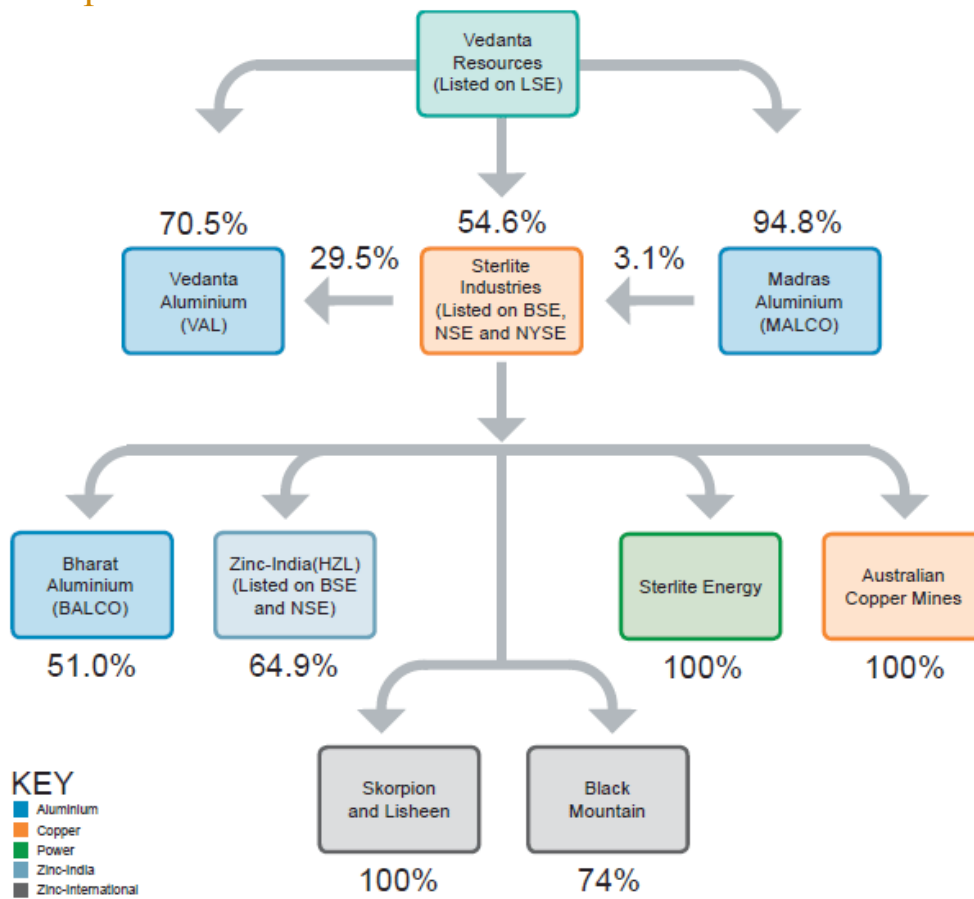 Vedanta
Resources
(Listed on LSE)
70.5%
54.6%
94.8%
29.5%
3.1%
Vedanta
Aluminium
(VAL)
Sterlite
Industries
(Listed on BSE,
NSE and NYSE
Madras
Aluminium
(MALCO)
Bharat
Aluminium
(BALCO)
Zinc-India(HZL)
(Listed on BSE
and NSE)
Sterlite Energy
Australian
Copper Mines
51.0%
64.9%
100%
100%
Skorpion
and Lisheen
Black
Mountain
100%
74%
KEY
Aluminium
Copper
Power
Zinc-India
Zinc-International